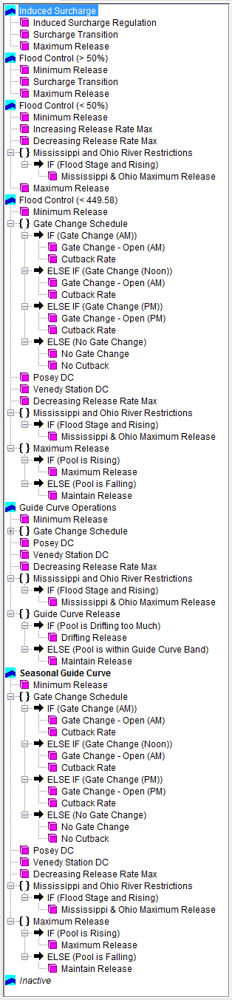 Induced Surcharge
Induced Surcharge Regulation
Surcharge Transition
Maximum Release
Flood Control (> 50%)
Minimum Release
Surcharge Transition
Maximum Release
Flood Control (< 50%)
Minimum Release
Increasing Release Rate Max
Decreasing Release Rate Max
{ } Mississippi and Ohio River Restrictions
IF (Flood Stage and Rising)
Mississippi & Ohio Maximum Release
Maximum Release
Flood Control (< 449.58)
Minimum Release
{ } Gate Change Schedule
IF (Gate Change (AM))
Gate Change - Open (AM)
Cutback Rate
ELSE IF (Gate Change (Noon))
Gate Change - Open (AM)
Cutback Rate
ELSE IF (Gate Change (PM))
Gate Change - Open (PM)
Cutback Rate
ELSE (No Gate Change)
No Gate Change
No Cutback
Posey DC
Venedy Station DC
Decreasing Release Rate Max
{ } Mississippi and Ohio River Restrictions
IF (Flood Stage and Rising)
Mississippi & Ohio Maximum Release
{ } Maximum Release
IF (Pool is Rising)
Maximum Release
ELSE (Pool is Falling)
Maintain Release
Guide Curve Operations
Minimum Release
{ } Gate Change Schedule
Posey DC
Venedy Station DC
Decreasing Release Rate Max
{ } Mississippi and Ohio River Restrictions
IF (Flood Stage and Rising)
Mississippi & Ohio Maximum Release
{ } Guide Curve Release
IF (Pool is Drifting too Much)
Drifting Release
ELSE (Pool is within Guide Curve Band)
Maintain Release
Seasonal Guide Curve
Minimum Release
{ } Gate Change Schedule
IF (Gate Change (AM))
Gate Change - Open (AM)
Cutback Rate
ELSE IF (Gate Change (Noon))
Gate Change - Open (AM)
Cutback Rate
ELSE IF (Gate Change (PM))
Gate Change - Open (PM)
Cutback Rate
ELSE (No Gate Change)
No Gate Change
No Cutback
Posey DC
Venedy Station DC
Decreasing Release Rate Max
{ } Mississippi and Ohio River Restrictions
IF (Flood Stage and Rising)
Mississippi & Ohio Maximum Release
{ } Maximum Release
IF (Pool is Rising)
Maximum Release
ELSE (Pool is Falling)
Maintain Release
Inactive